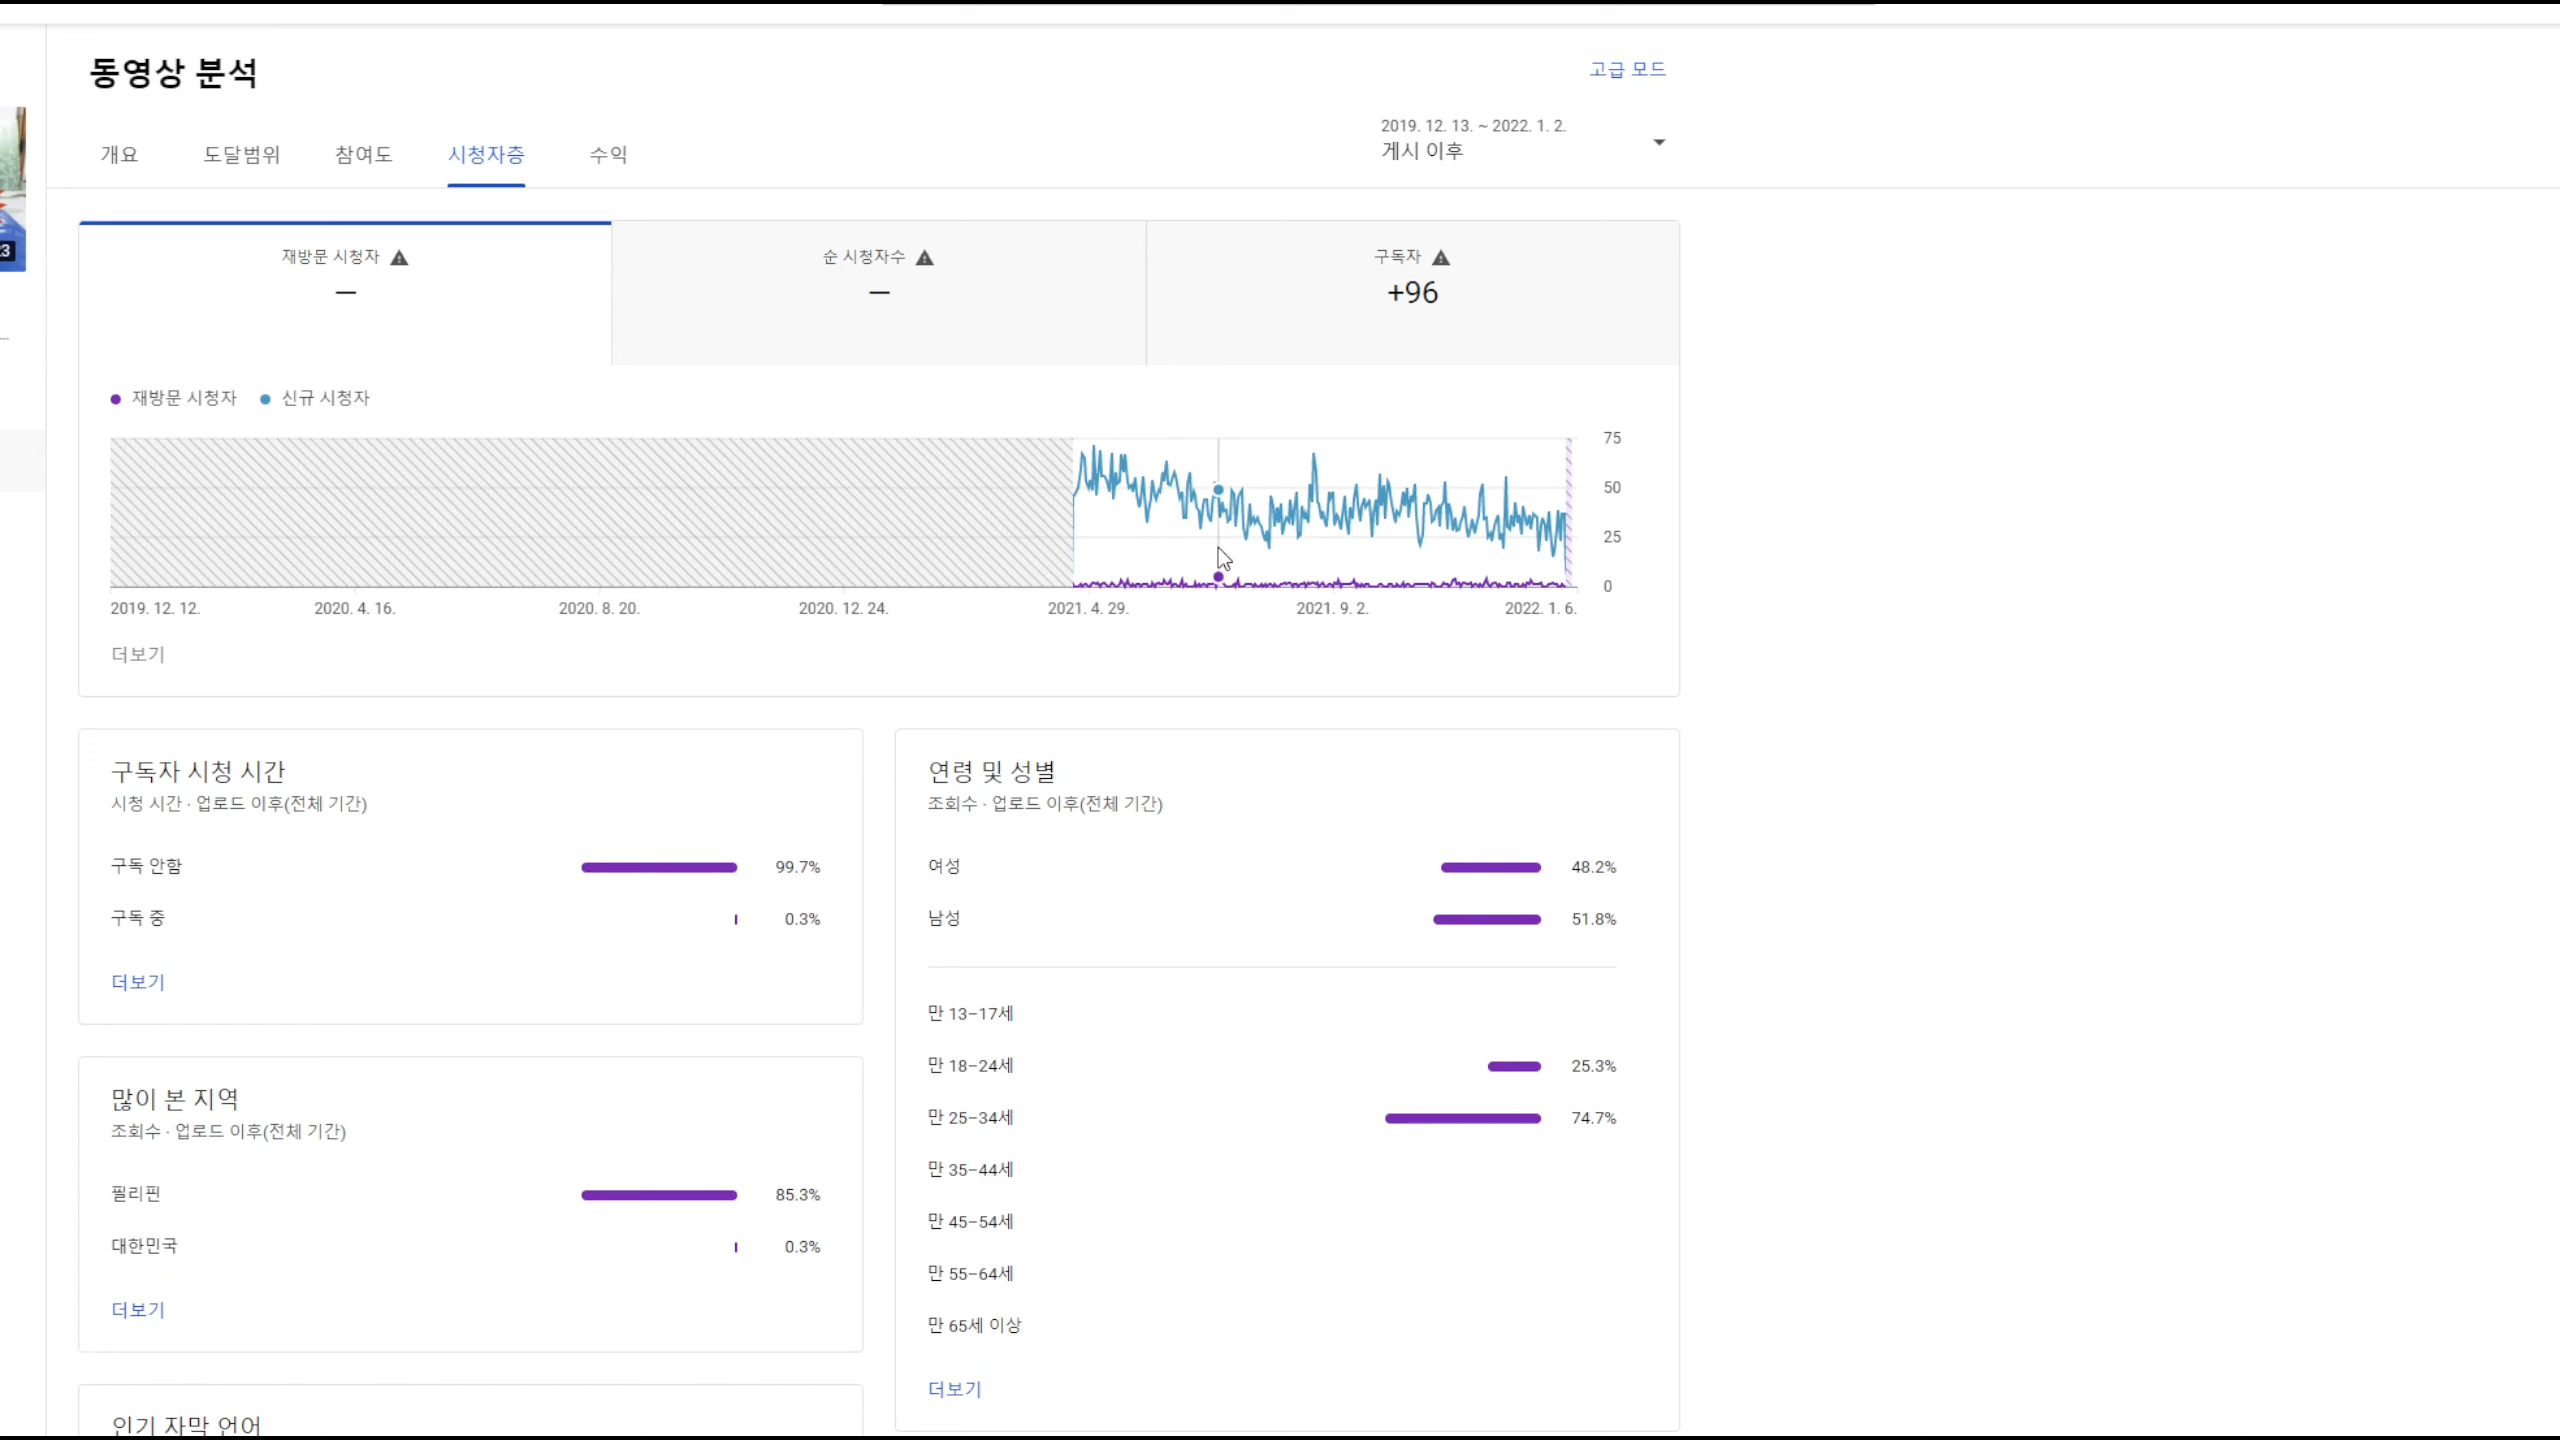 동영상 분석
고급 모드
개요
도달범위
참여도
시청자층
수익
2019. 12. 13. ~ 2022. 1. 2.
게시 이후
재방문 시청자
—
순 시청자수
—
구독자
+96
재방문 시청자
신규 시청자
75
50
25
0
2019. 12. 12.
2020. 4. 16.
2020. 8. 20.
2020. 12. 24.
2021. 4. 29.
2021. 9. 2.
2022. 1. 6.
더보기
구독자 시청 시간
시청 시간 · 업로드 이후(전체 기간)
구독 안함 99.7%
구독 중 0.3%
더보기
많이 본 지역
조회수 · 업로드 이후(전체 기간)
필리핀 85.3%
대한민국 0.3%
더보기
인기 자막 언어
연령 및 성별
조회수 · 업로드 이후(전체 기간)
여성 48.2%
남성 51.8%
만 13–17세
만 18–24세 25.3%
만 25–34세 74.7%
만 35–44세
만 45–54세
만 55–64세
만 65세 이상
더보기